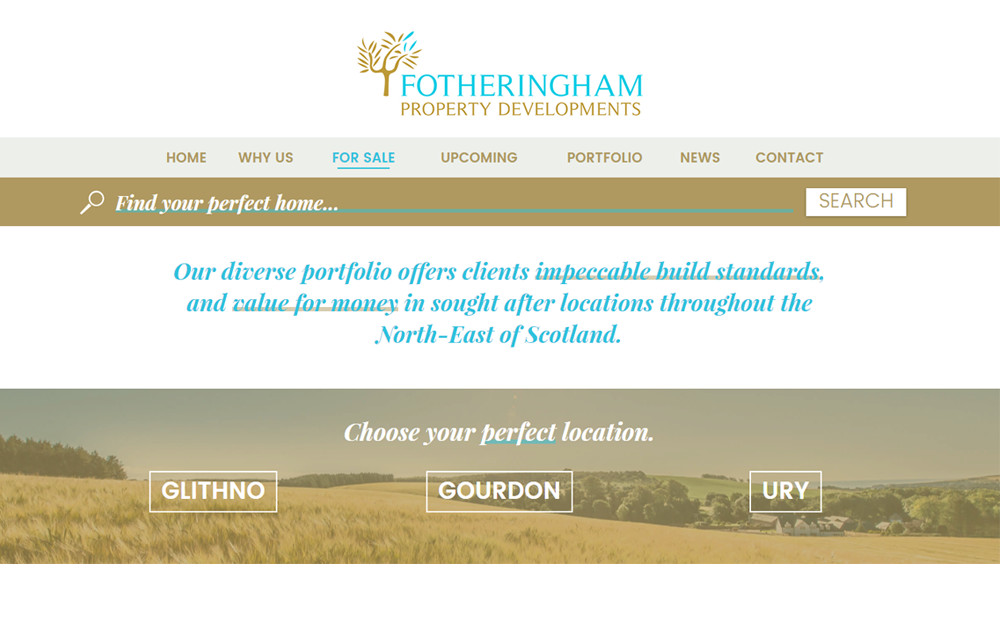 FOTHERINGHAM
PROPERTY DEVELOPMENTS
HOME WHY US FOR SALE UPCOMING PORTFOLIO NEWS CONTACT
Find your perfect home... SEARCH
Our diverse portfolio offers clients impeccable build standards,
and value for money in sought after locations throughout the
North-East of Scotland.
Choose your perfect location.
GLITHNO GOURDON URY